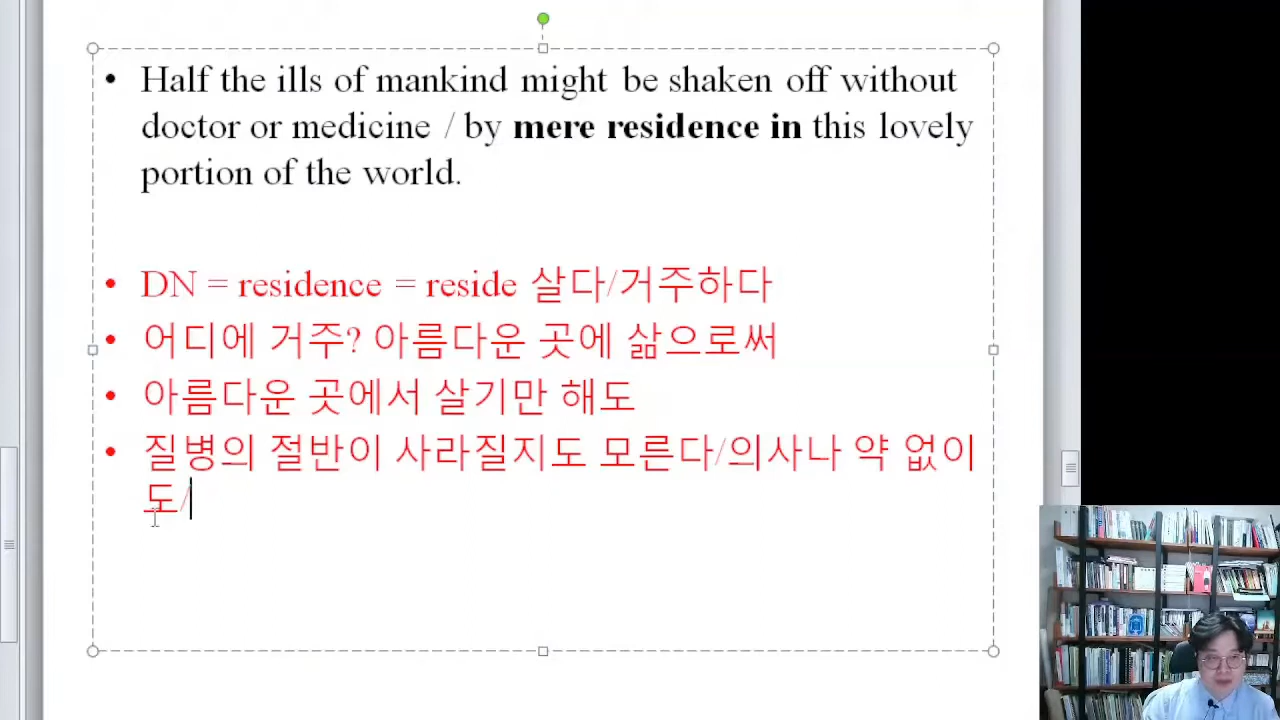 • Half the ills of mankind might be shaken off without
doctor or medicine / by mere residence in this lovely
portion of the world.
• DN = residence = reside 살다/거주하다
• 어디에 거주? 아름다운 곳에 삶으로써
• 아름다운 곳에서 살기만 해도
• 질병의 절반이 사라질지도 모른다/의사나 약 없이
도/